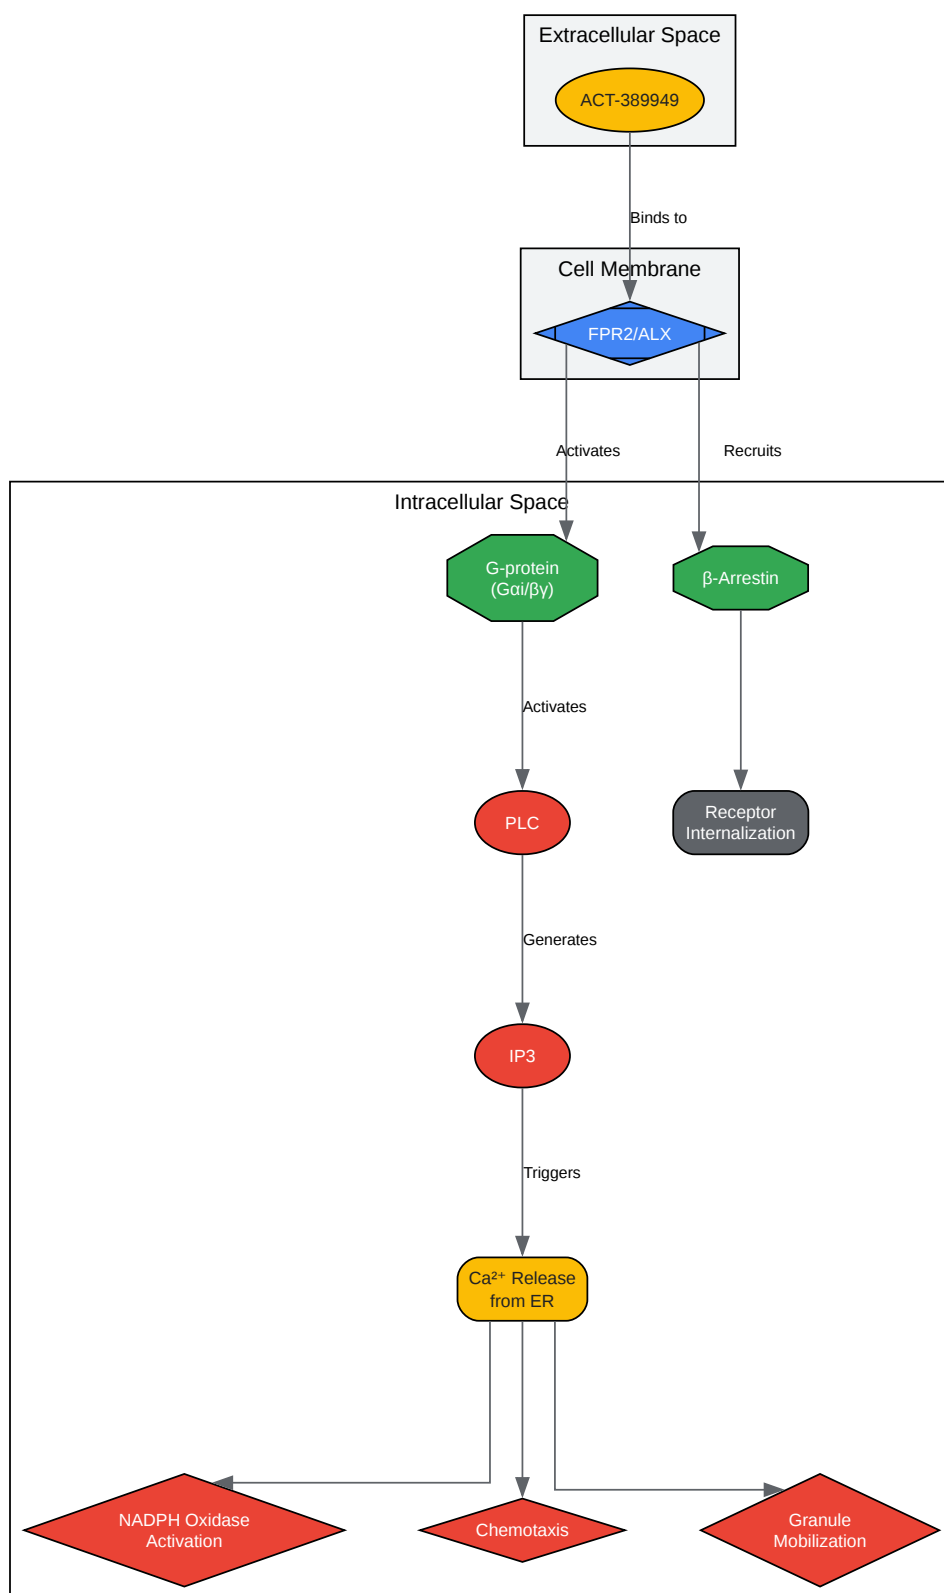 Extracellular Space
ACT-389949
Binds to
Cell Membrane
FPR2/ALX
Activates
Recruits
Intracellular Space
G-protein
(Gαi/βγ)
β-Arrestin
Activates
PLC
Receptor
Internalization
Generates
IP3
Triggers
Ca²⁺ Release
from ER
NADPH Oxidase
Activation
Chemotaxis
Granule
Mobilization